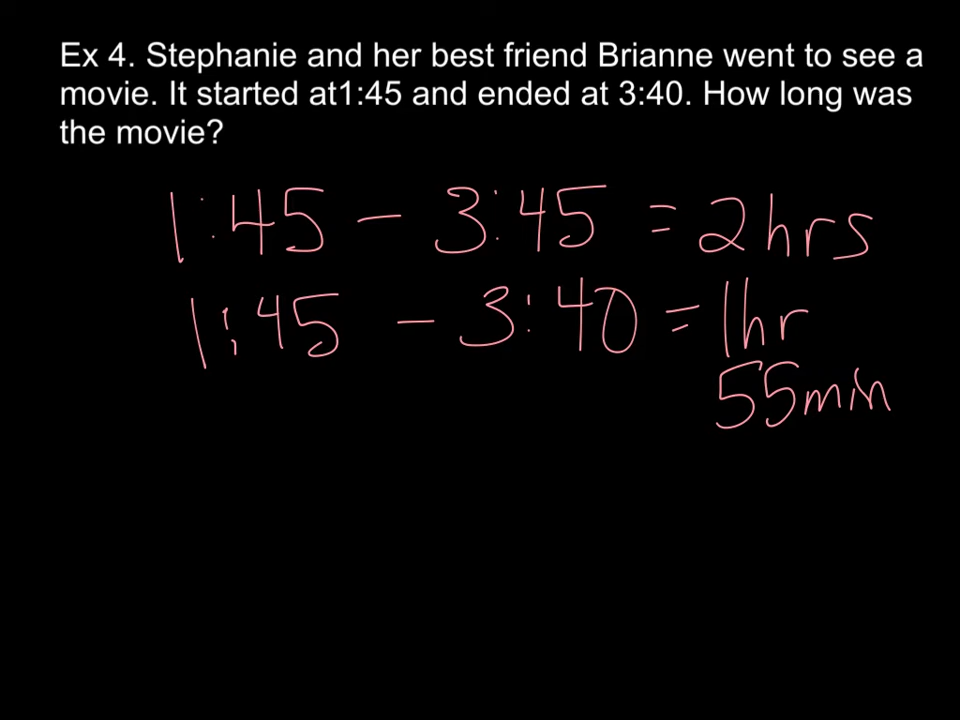 Ex 4. Stephanie and her best friend Brianne went to see a
movie. It started at1:45 and ended at 3:40. How long was
the movie?
1:45 - 3:45 = 2hrs
1:45 - 3:40 = 1hr
55min